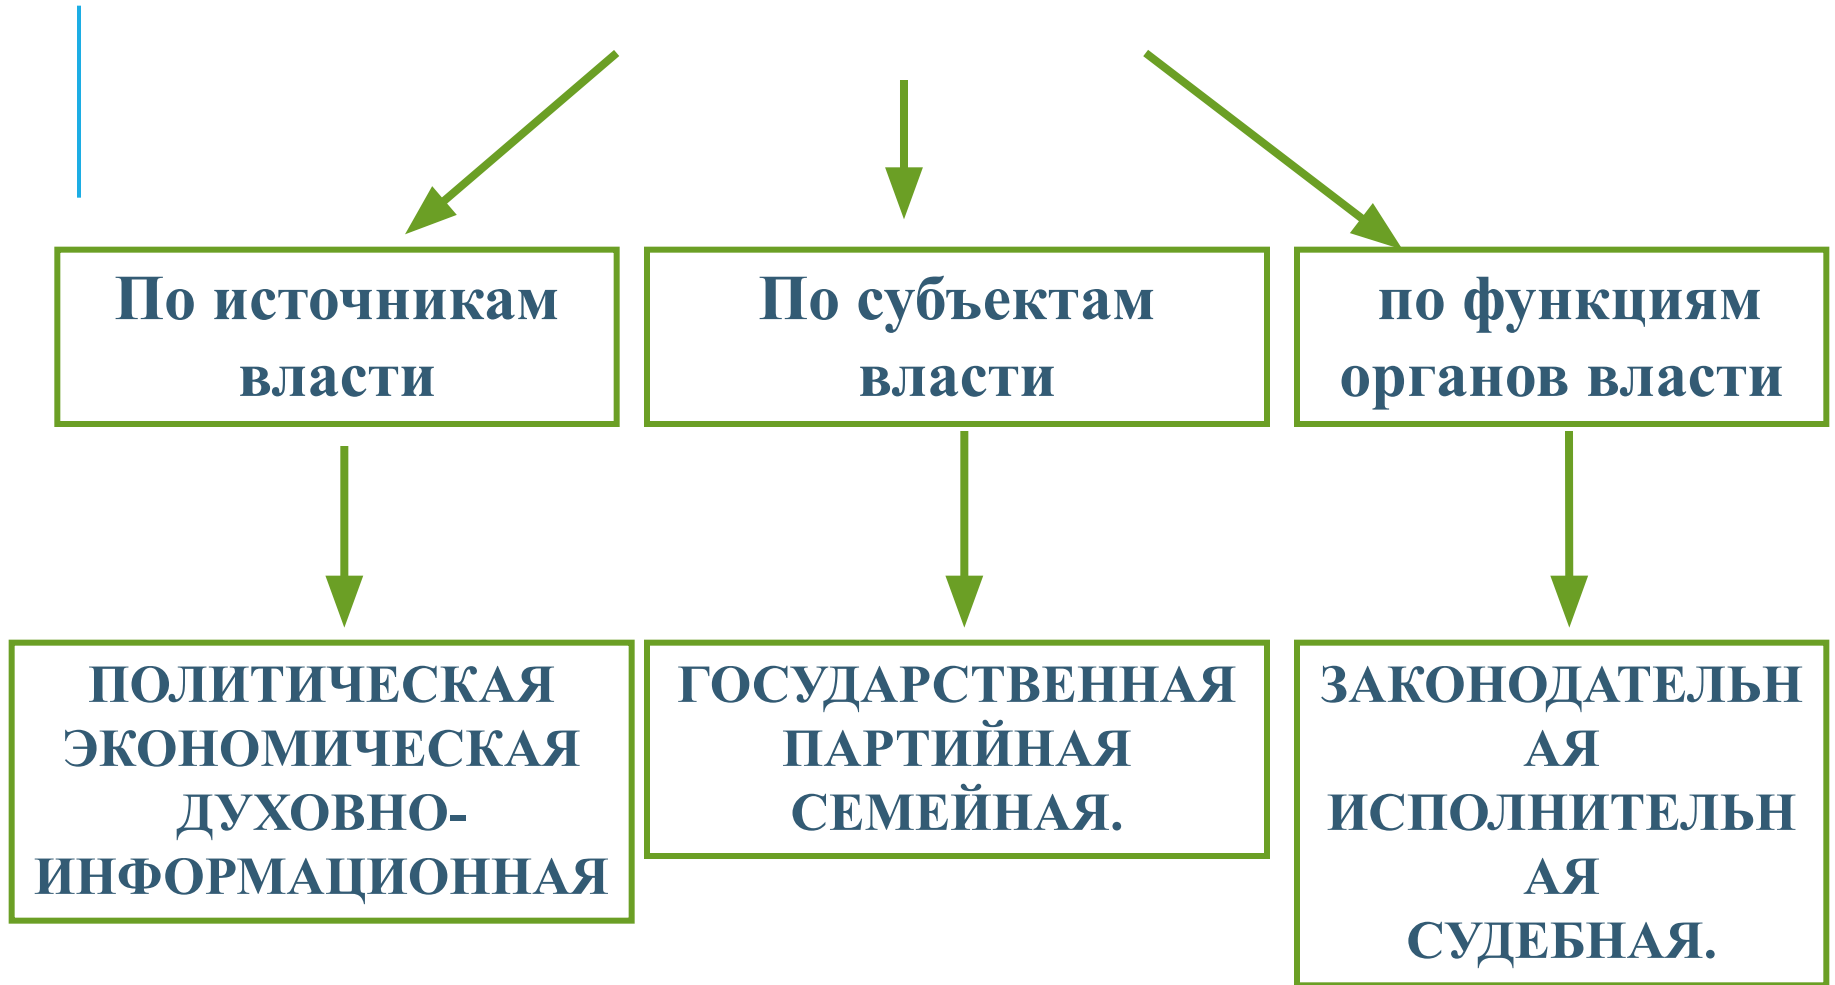 По источникам
власти
По субъектам
власти
по функциям
органов власти
ПОЛИТИЧЕСКАЯ
ЭКОНОМИЧЕСКАЯ
ДУХОВНО-
ИНФОРМАЦИОННАЯ
ГОСУДАРСТВЕННАЯ
ПАРТИЙНАЯ
СЕМЕЙНАЯ.
ЗАКОНОДАТЕЛЬН
АЯ
ИСПОЛНИТЕЛЬН
АЯ
СУДЕБНАЯ.